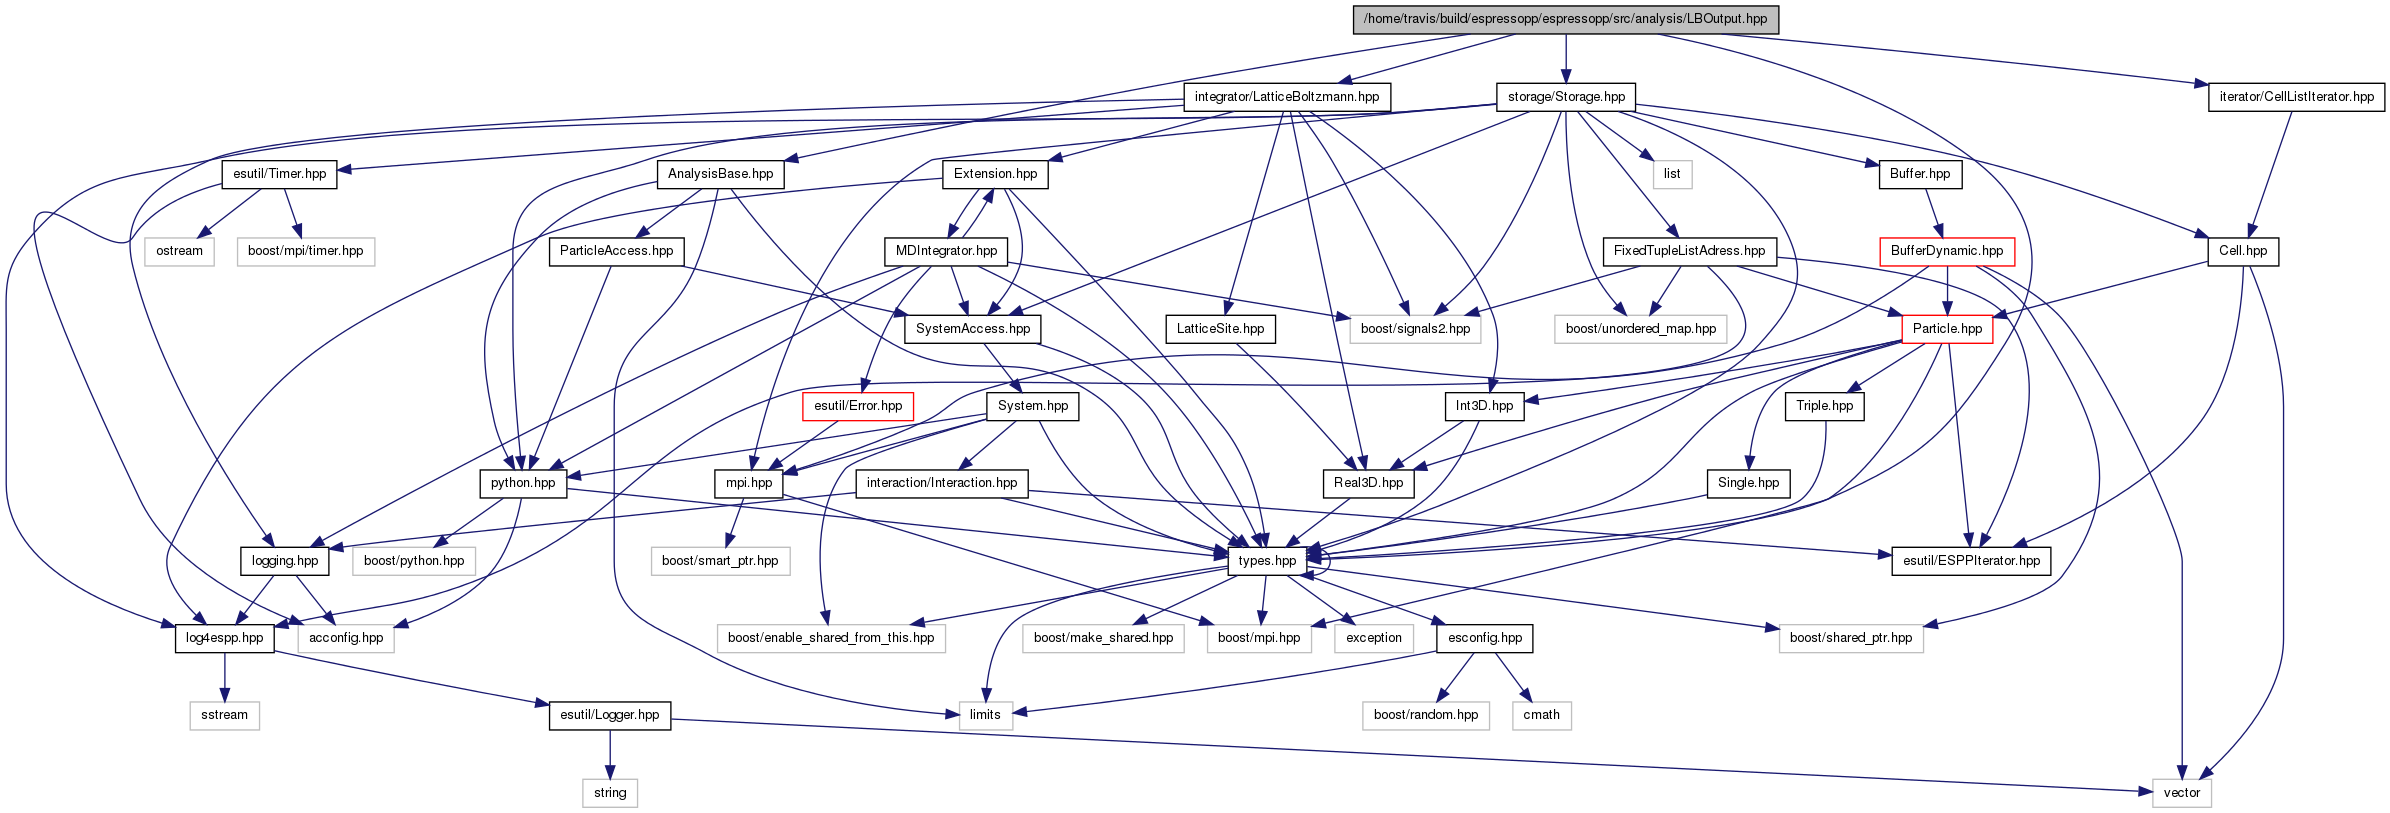 /home/travis/build/espressopp/espressopp/src/analysis/LBOutput.hpp
integrator/LatticeBoltzmann.hpp
storage/Storage.hpp
iterator/CellListIterator.hpp
esutil/Timer.hpp
AnalysisBase.hpp
Extension.hpp
list
Buffer.hpp
ostream
boost/mpi/timer.hpp
ParticleAccess.hpp
MDIntegrator.hpp
FixedTupleListAdress.hpp
BufferDynamic.hpp
Cell.hpp
SystemAccess.hpp
LatticeSite.hpp
boost/signals2.hpp
boost/unordered_map.hpp
Particle.hpp
esutil/Error.hpp
System.hpp
Int3D.hpp
Triple.hpp
python.hpp
mpi.hpp
interaction/Interaction.hpp
Real3D.hpp
Single.hpp
logging.hpp
boost/python.hpp
boost/smart_ptr.hpp
types.hpp
esutil/ESPPIterator.hpp
log4espp.hpp
acconfig.hpp
boost/enable_shared_from_this.hpp
boost/make_shared.hpp
boost/mpi.hpp
exception
esconfig.hpp
boost/shared_ptr.hpp
sstream
esutil/Logger.hpp
limits
boost/random.hpp
cmath
string
vector